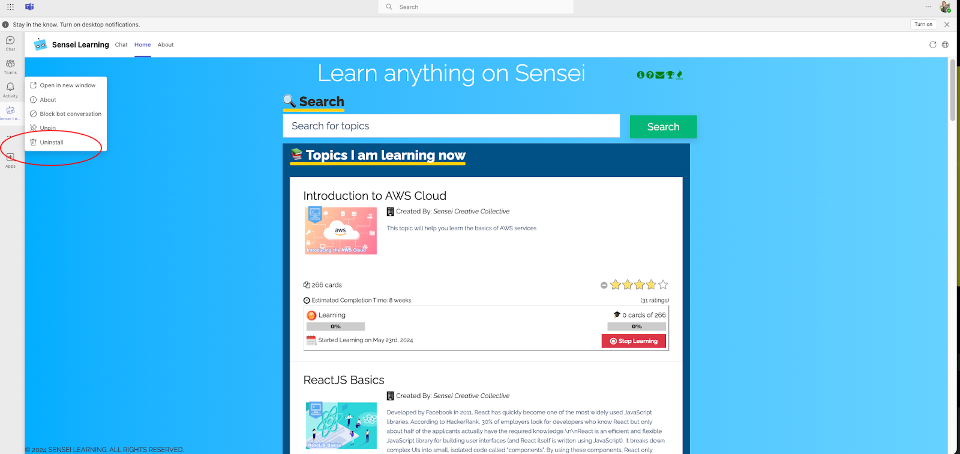 Search
Stay in the know. Turn on desktop notifications.
Turn on
Chat
Teams
Activity
Apps
Sensei Learning
Chat
Home
About
Open in new window
About
Block bot conversation
Unpin
Uninstall
Learn anything on Sensei
Search
Search for topics
Search
Topics I am learning now
Introduction to AWS Cloud
Created By: Sensei Creative Collective
This topic will help you learn the basics of AWS services
aws
266 cards
(31 ratings)
Estimated Completion Time: 8 weeks
Learning
0%
Started Learning on May 23rd, 2024
0 cards of 266
0%
Stop Learning
ReactJS Basics
Created By: Sensei Creative Collective
Developed by Facebook in 2011, React has quickly become one of the most widely used JavaScript
libraries. According to HackerRank, 30% of employers look for developers who know React but only
about half of the applicants actually have the required knowledge.\n\nReact is an efficient and flexible
JavaScript library for building user interfaces (and React itself is written using JavaScript). It breaks down
complex UIs into small, isolated code called "components". By using these components, React only
© 2024 SENSEI LEARNING. ALL RIGHTS RESERVED.